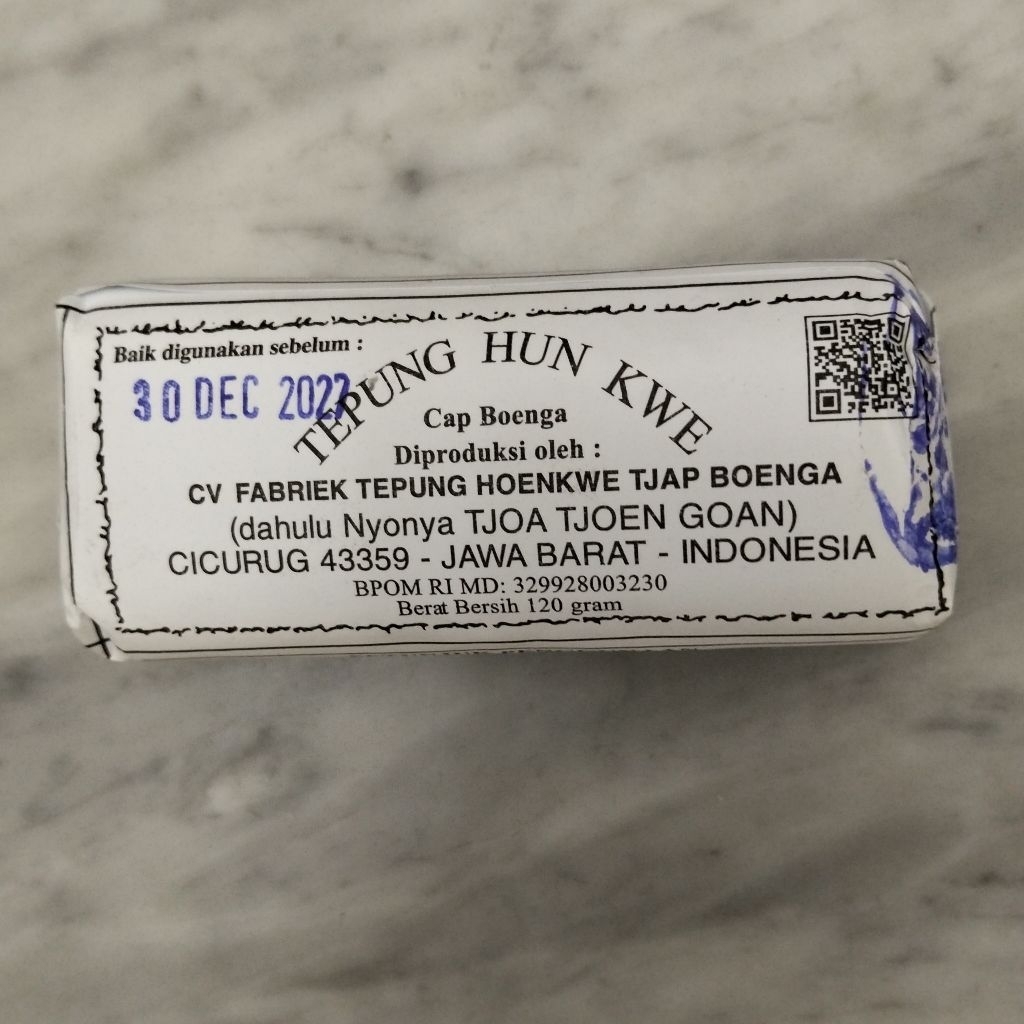 Baik digunakan sebelum :
30 DEC 2027
TEPUNG HUN KWE
Cap Boenga
Diproduksi oleh :
CV FABRIEK TEPUNG HOENKWE TJAP BOENGA
(dahulu Nyonya TJOA TJOEN GOAN)
CICURUG 43359 - JAWA BARAT - INDONESIA
BPOM RI MD: 329928003230
Berat Bersih 120 gram